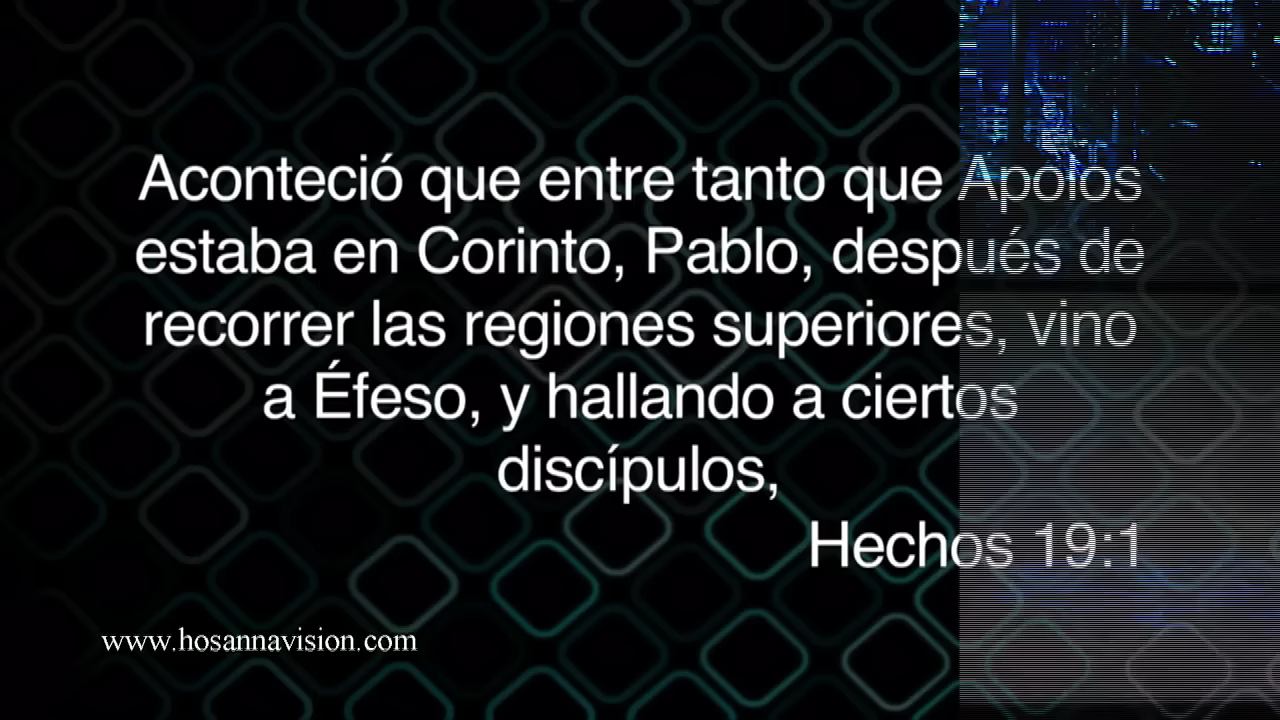 Aconteció que entre tanto que Apolos
estaba en Corinto, Pablo, después de
recorrer las regiones superiores, vino
a Éfeso, y hallando a ciertos
discípulos,
Hechos 19:1
www.hosannavision.com